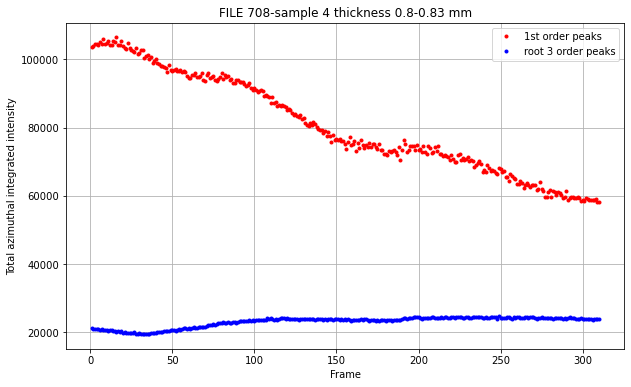 FILE 708-sample 4 thickness 0.8-0.83 mm
1st order peaks
root 3 order peaks
100000
80000
60000
40000
20000
Total azimuthal integrated intensity
0 50 100 150 200 250 300
Frame